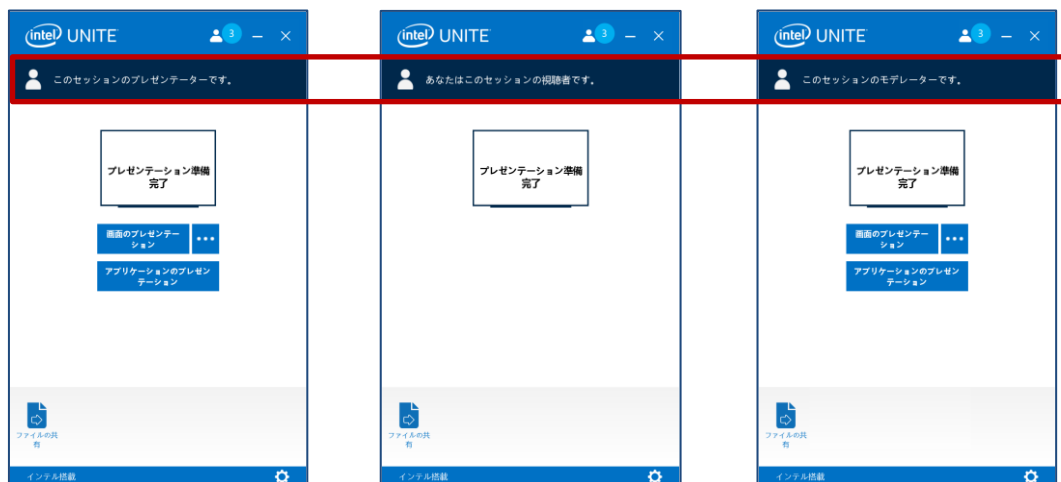 intel UNITE 3
このセッションのプレゼンテーターです。
プレゼンテーション準備
完了
画面のプレゼンテー
ション
アプリケーションのプレゼン
テーション
ファイルの共
有
インテル搭載
intel UNITE 3
あなたはこのセッションの視聴者です。
プレゼンテーション準備
完了
ファイルの共
有
インテル搭載
intel UNITE 3
このセッションのモデレーターです。
プレゼンテーション準備
完了
画面のプレゼンテー
ション
アプリケーションのプレゼン
テーション
ファイルの共
有
インテル搭載